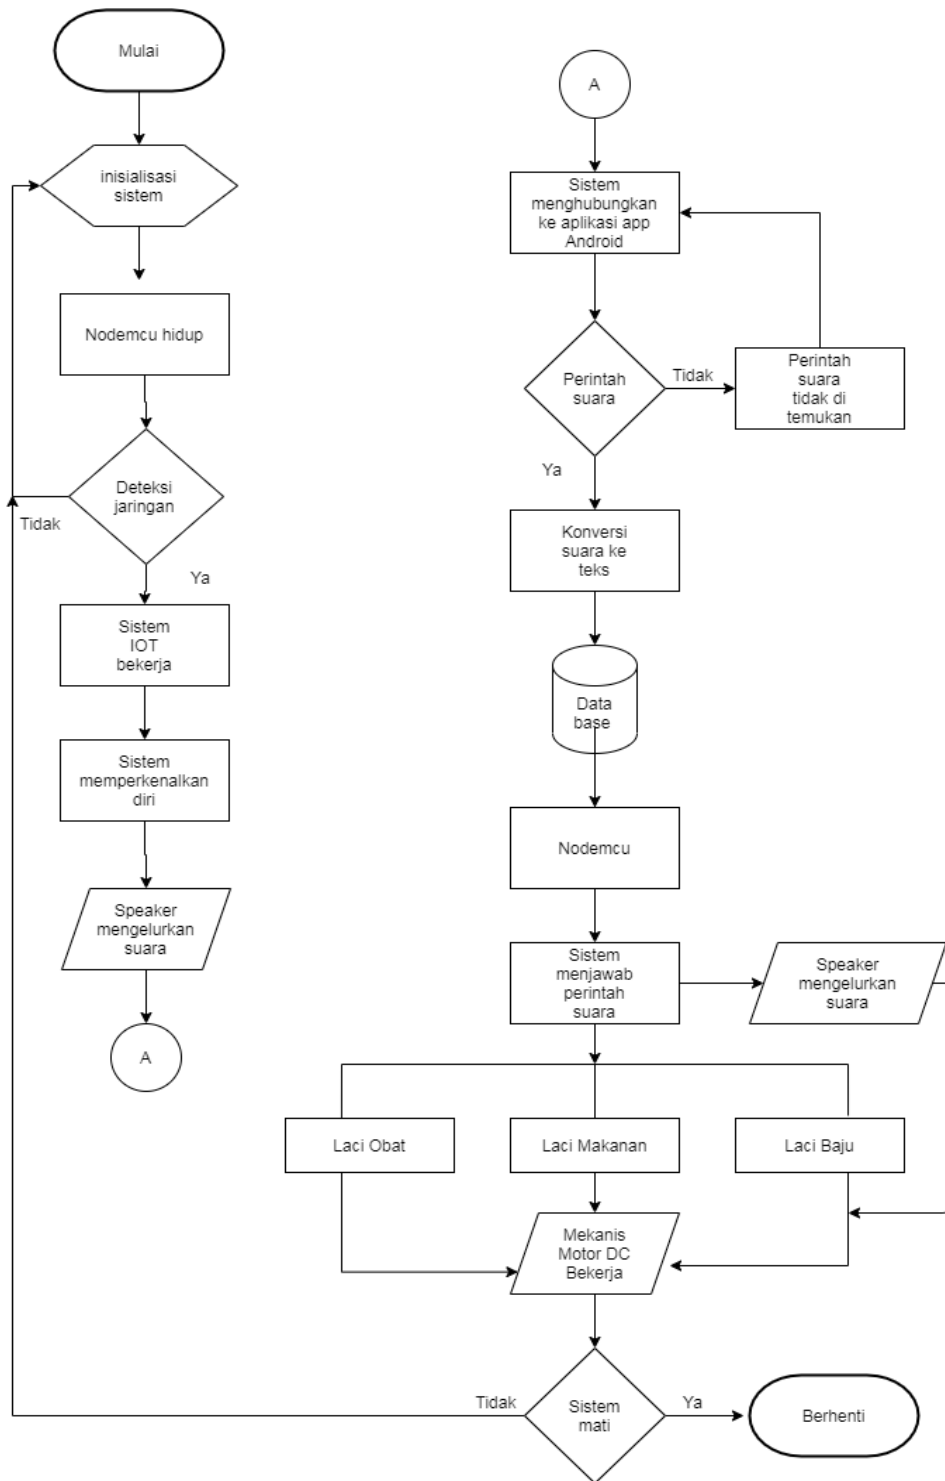 Mulai
inisialisasi
sistem
Nodemcu hidup
Deteksi
jaringan
Tidak
Ya
Sistem
IOT
bekerja
Sistem
memperkenalkan
diri
Speaker
mengelurkan
suara
A
A
Sistem
menghubungkan
ke aplikasi app
Android
Perintah
suara
Tidak
Perintah
suara
tidak di
temukan
Ya
Konversi
suara ke
teks
Data
base
Nodemcu
Sistem
menjawab
perintah
suara
Speaker
mengelurkan
suara
Laci Obat
Laci Makanan
Laci Baju
Mekanis
Motor DC
Bekerja
Tidak
Sistem
mati
Ya
Berhenti